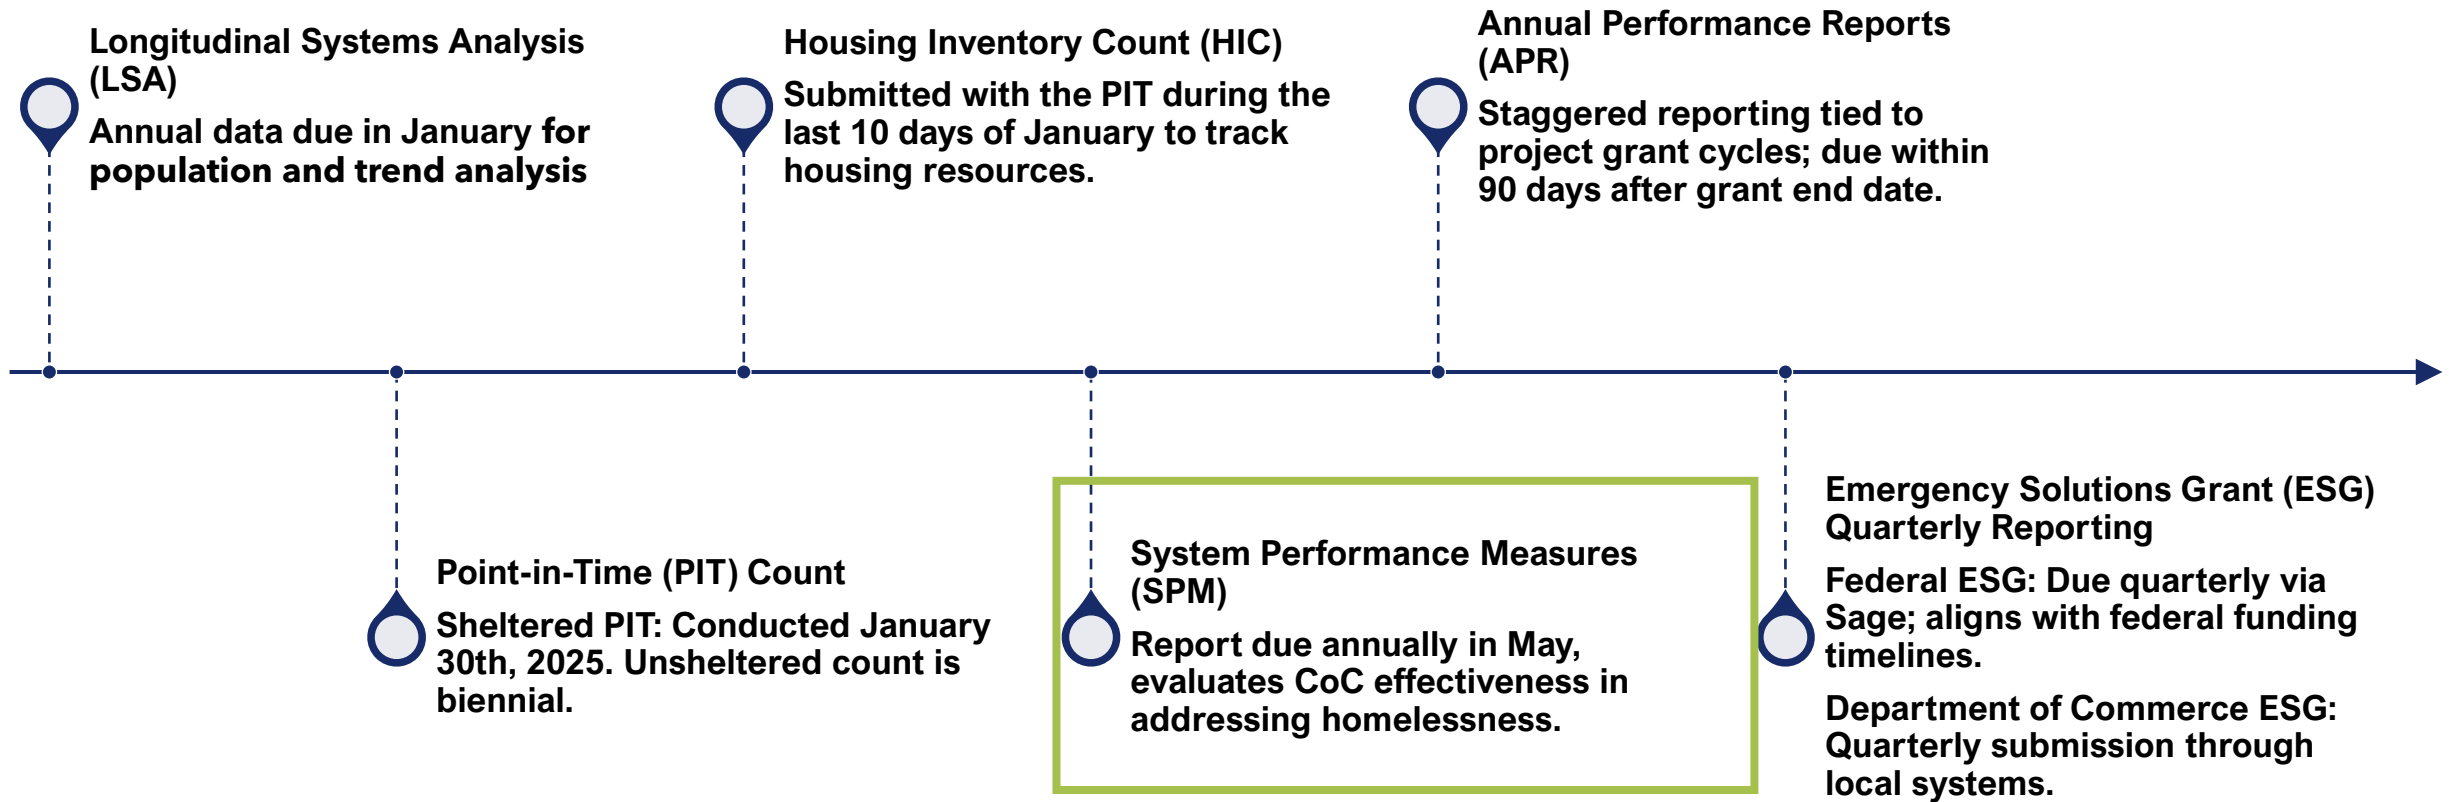 Longitudinal Systems Analysis
(LSA)
Annual data due in January for
population and trend analysis
Point-in-Time (PIT) Count
Sheltered PIT: Conducted January
30th, 2025. Unsheltered count is
biennial.
Housing Inventory Count (HIC)
Submitted with the PIT during the
last 10 days of January to track
housing resources.
System Performance Measures
(SPM)
Report due annually in May,
evaluates CoC effectiveness in
addressing homelessness.
Annual Performance Reports
(APR)
Staggered reporting tied to
project grant cycles; due within
90 days after grant end date.
Emergency Solutions Grant (ESG)
Quarterly Reporting
Federal ESG: Due quarterly via
Sage; aligns with federal funding
timelines.
Department of Commerce ESG:
Quarterly submission through
local systems.